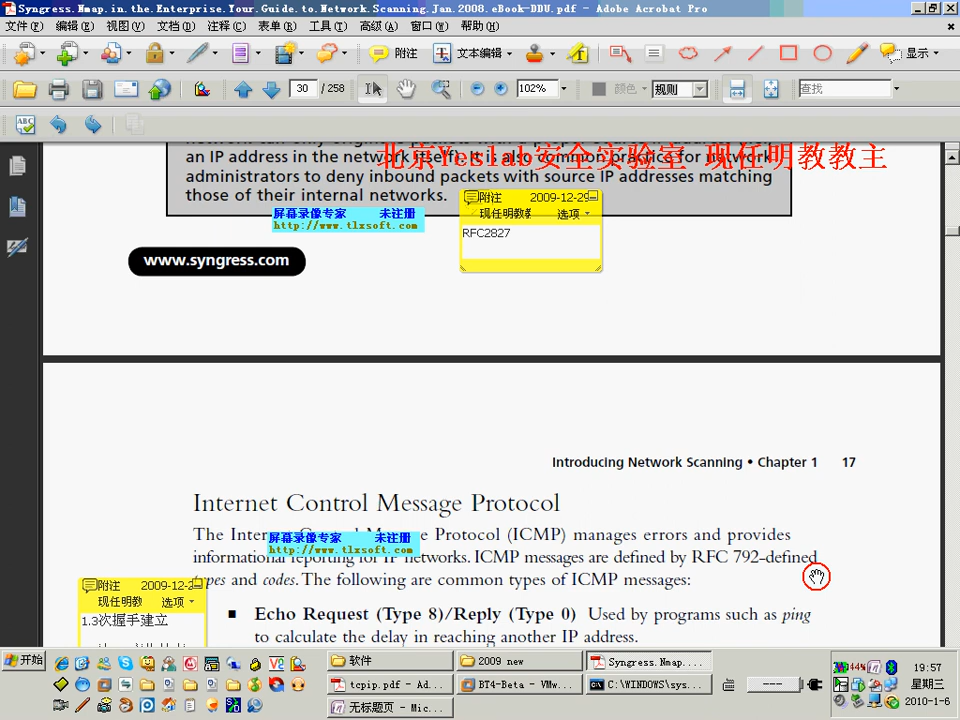 Syngress.Nmap.in.the.Enterprise.Your.Guide.to.Network.Scanning.Jan.2008.eBook-DDU.pdf - Adobe Acrobat Pro
文件(F) 编辑(E) 视图(V) 文档(D) 注释(C) 表单(R) 工具(T) 高级(A) 窗口(W) 帮助(H)
附注 文本编辑 显示
30 / 258 102% 颜色 规则 查找
an IP address in the network itself. It is also common practice for network
北京Yeslab安全实验室 现任明教教主
administrators to deny inbound packets with source IP addresses matching
those of their internal networks.
附注 2009-12-29
现任明教教 选项
RFC2827
屏幕录像专家 未注册
http://www.tlxsoft.com
www.syngress.com
Introducing Network Scanning • Chapter 1 17
Internet Control Message Protocol
The Internet Control Message Protocol (ICMP) manages errors and provides
屏幕录像专家 未注册
http://www.tlxsoft.com
informational reporting for IP networks. ICMP messages are defined by RFC 792-defined
types and codes. The following are common types of ICMP messages:
附注 2009-12-2
现任明教 选项
1.3次握手建立
■ Echo Request (Type 8)/Reply (Type 0) Used by programs such as ping
to calculate the delay in reaching another IP address.
开始
软件 2009 new Syngress.Nmap....
tcpip.pdf - Ad... BT4-Beta - VMw... C:\WINDOWS\sys...
无标题页 - Mic...
44%
19:57
星期三
2010-1-6